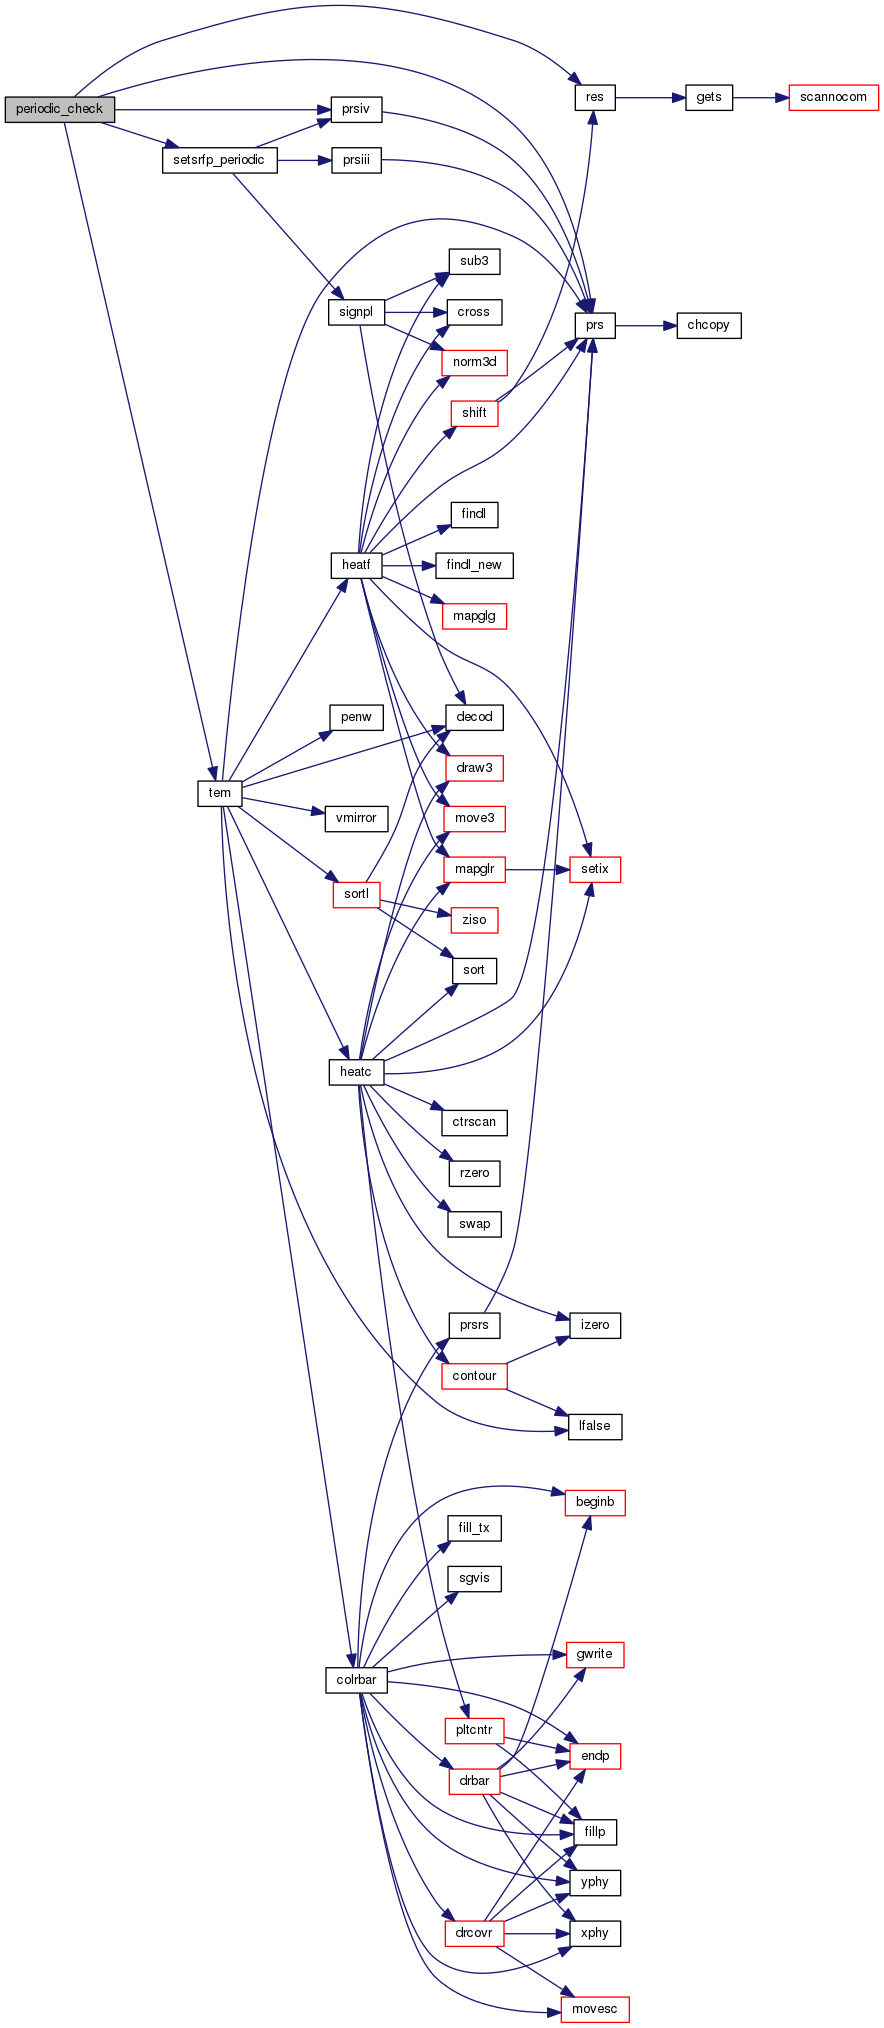 periodic_check
res
gets
scannocom
prsiv
setsrfp_periodic
prsiii
sub3
signpl
cross
prs
chcopy
norm3d
shift
findl
heatf
findl_new
mapglg
penw
decod
draw3
tem
vmirror
move3
mapglr
setix
sortl
ziso
sort
heatc
ctrscan
rzero
swap
prsrs
izero
contour
lfalse
beginb
fill_tx
sgvis
gwrite
colrbar
pltcntr
endp
drbar
fillp
yphy
drcovr
xphy
movesc